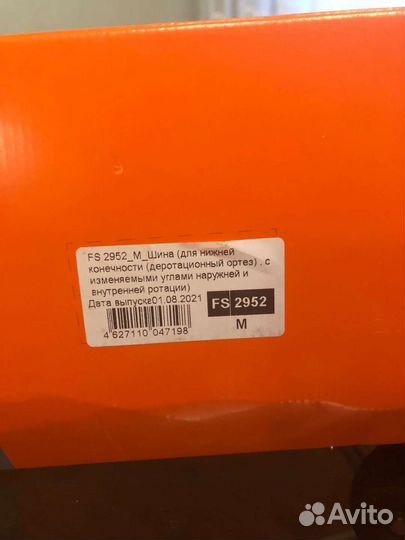 FS 2952_M_Шина (для нижней
конечности (деротационный ортез) . с
изменяемыми углами наружней и
внутренней ротации)
Дата выпуска01.08.2021
FS 2952
M
4 627110 047198
Avito